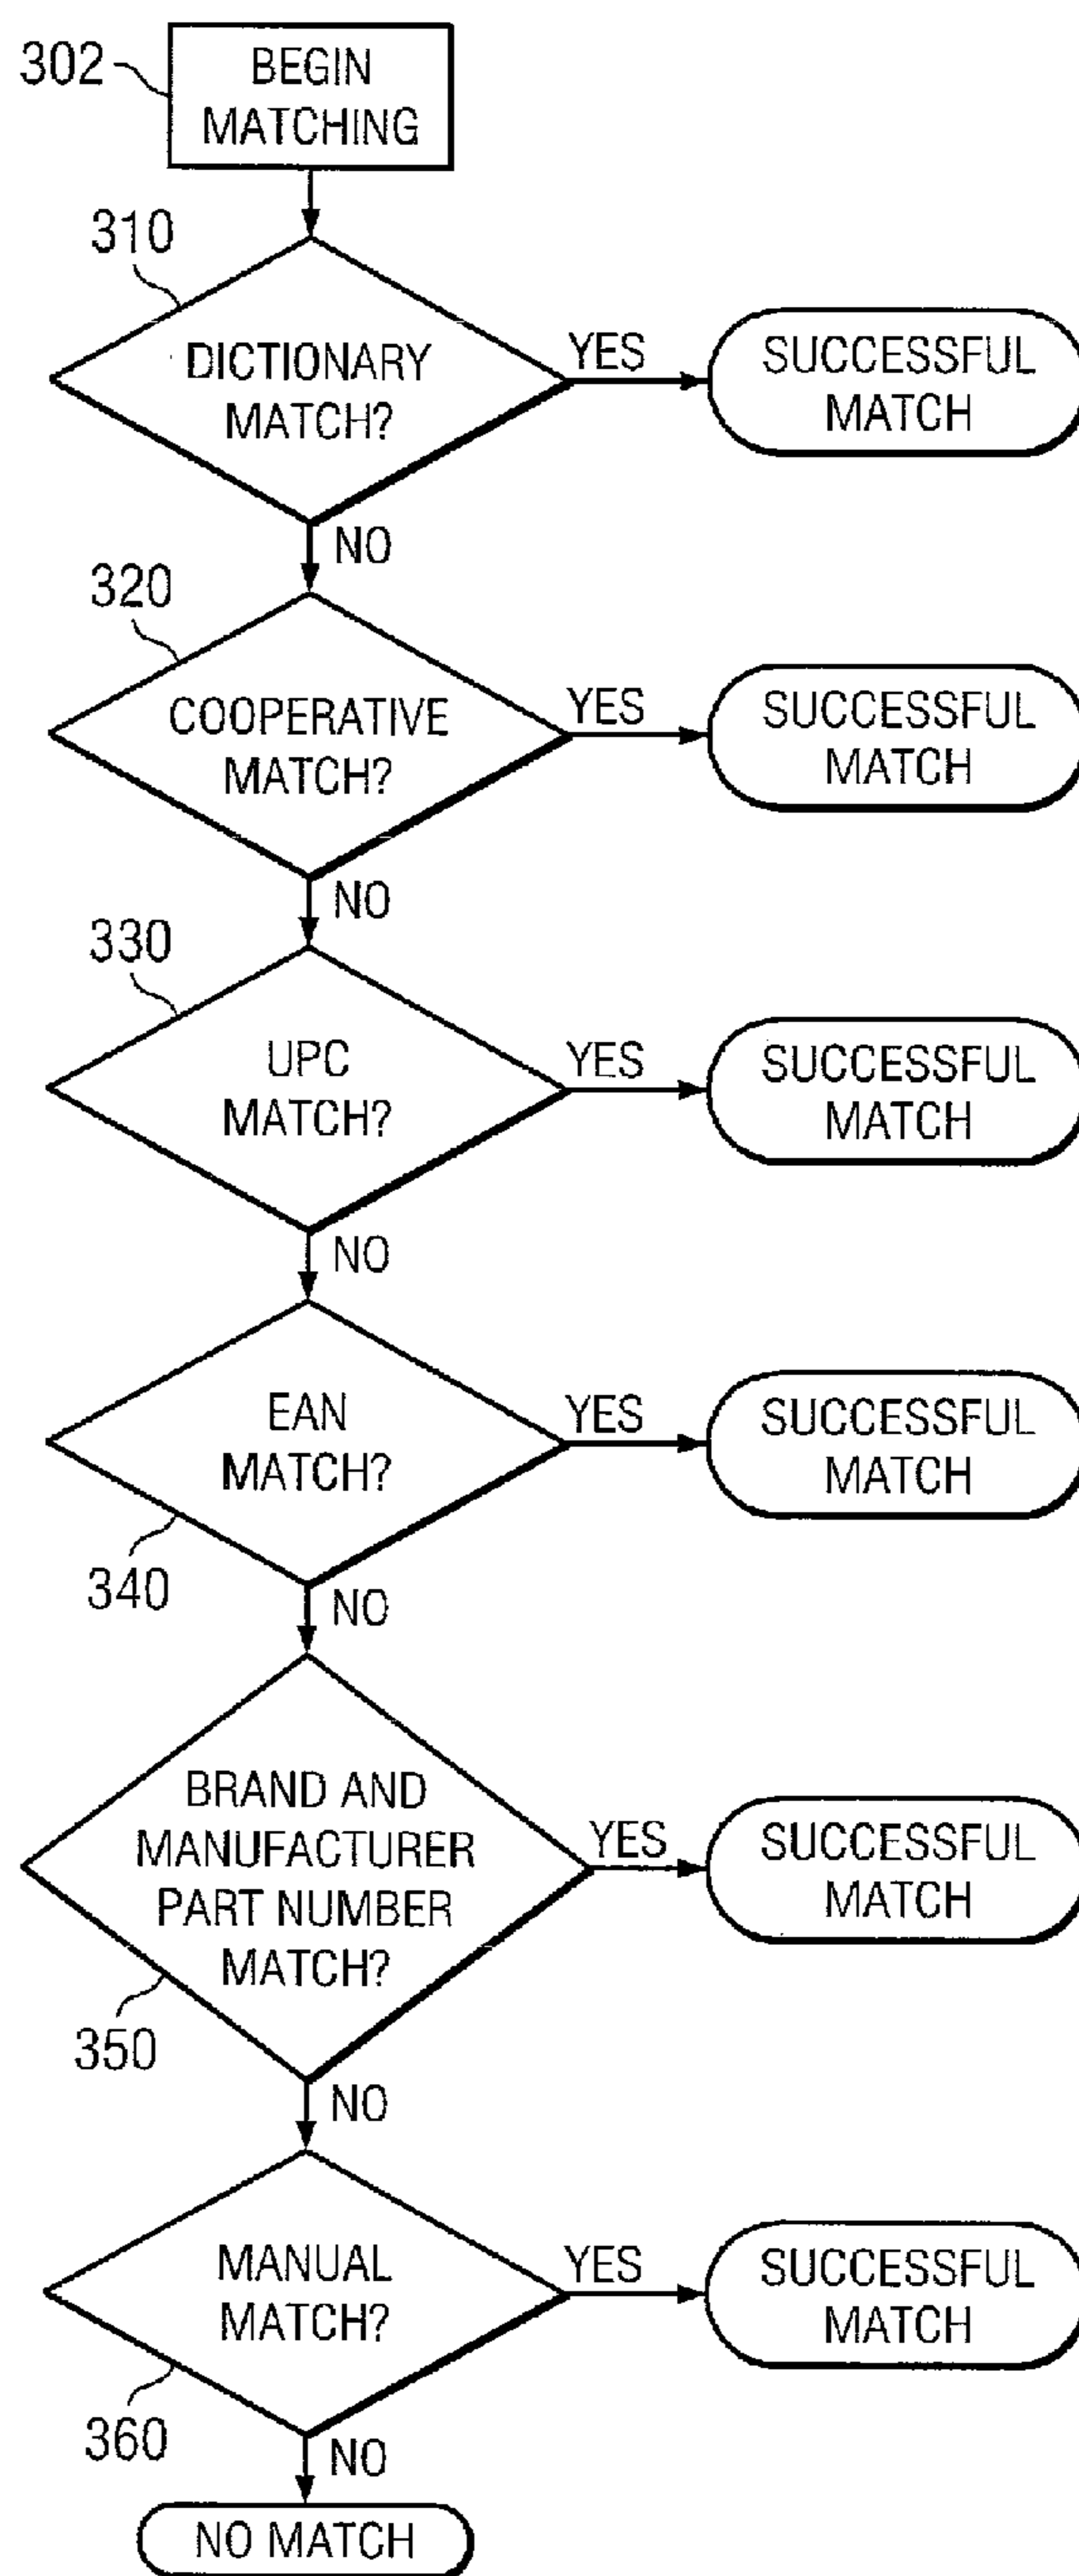 302
BEGIN
MATCHING
310
DICTIONARY
MATCH?
YES
SUCCESSFUL
MATCH
NO
320
COOPERATIVE
MATCH?
YES
SUCCESSFUL
MATCH
NO
330
UPC
MATCH?
YES
SUCCESSFUL
MATCH
NO
EAN
MATCH?
YES
SUCCESSFUL
MATCH
340
NO
BRAND AND
MANUFACTURER
PART NUMBER
MATCH?
YES
SUCCESSFUL
MATCH
350
NO
MANUAL
MATCH?
YES
SUCCESSFUL
MATCH
360
NO
NO MATCH